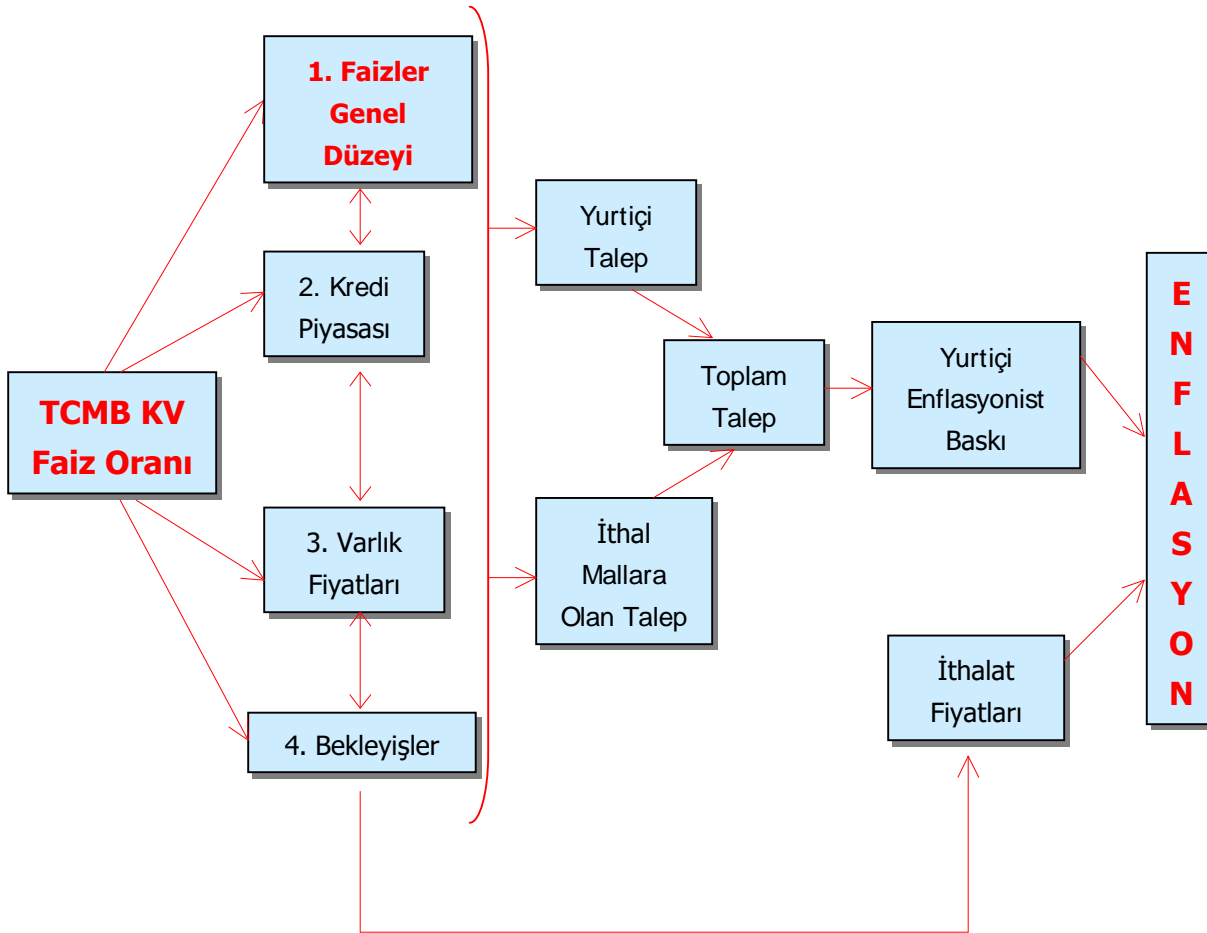 1. Faizler
Genel
Düzeyi
2. Kredi
Piyasası
TCMB KV
Faiz Oranı
3. Varlık
Fiyatları
4. Bekleyişler
Yurtiçi
Talep
İthal
Mallara
Olan Talep
Toplam
Talep
Yurtiçi
Enflasyonist
Baskı
İthalat
Fiyatları
E
N
F
L
A
S
Y
O
N